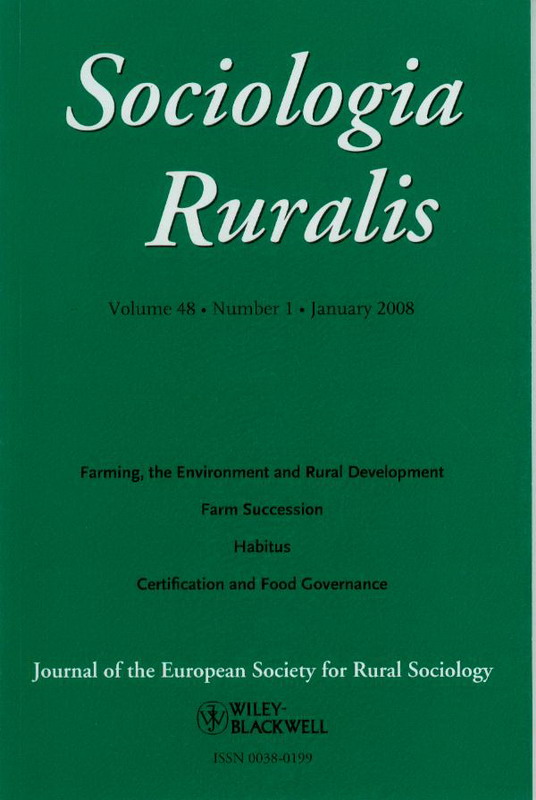 Sociologia
Ruralis
Volume 48 • Number 1 • January 2008
Farming, the Environment and Rural Development
Farm Succession
Habitus
Certification and Food Governance
Journal of the European Society for Rural Sociology
WILEY-
BLACKWELL
ISSN 0038-0199